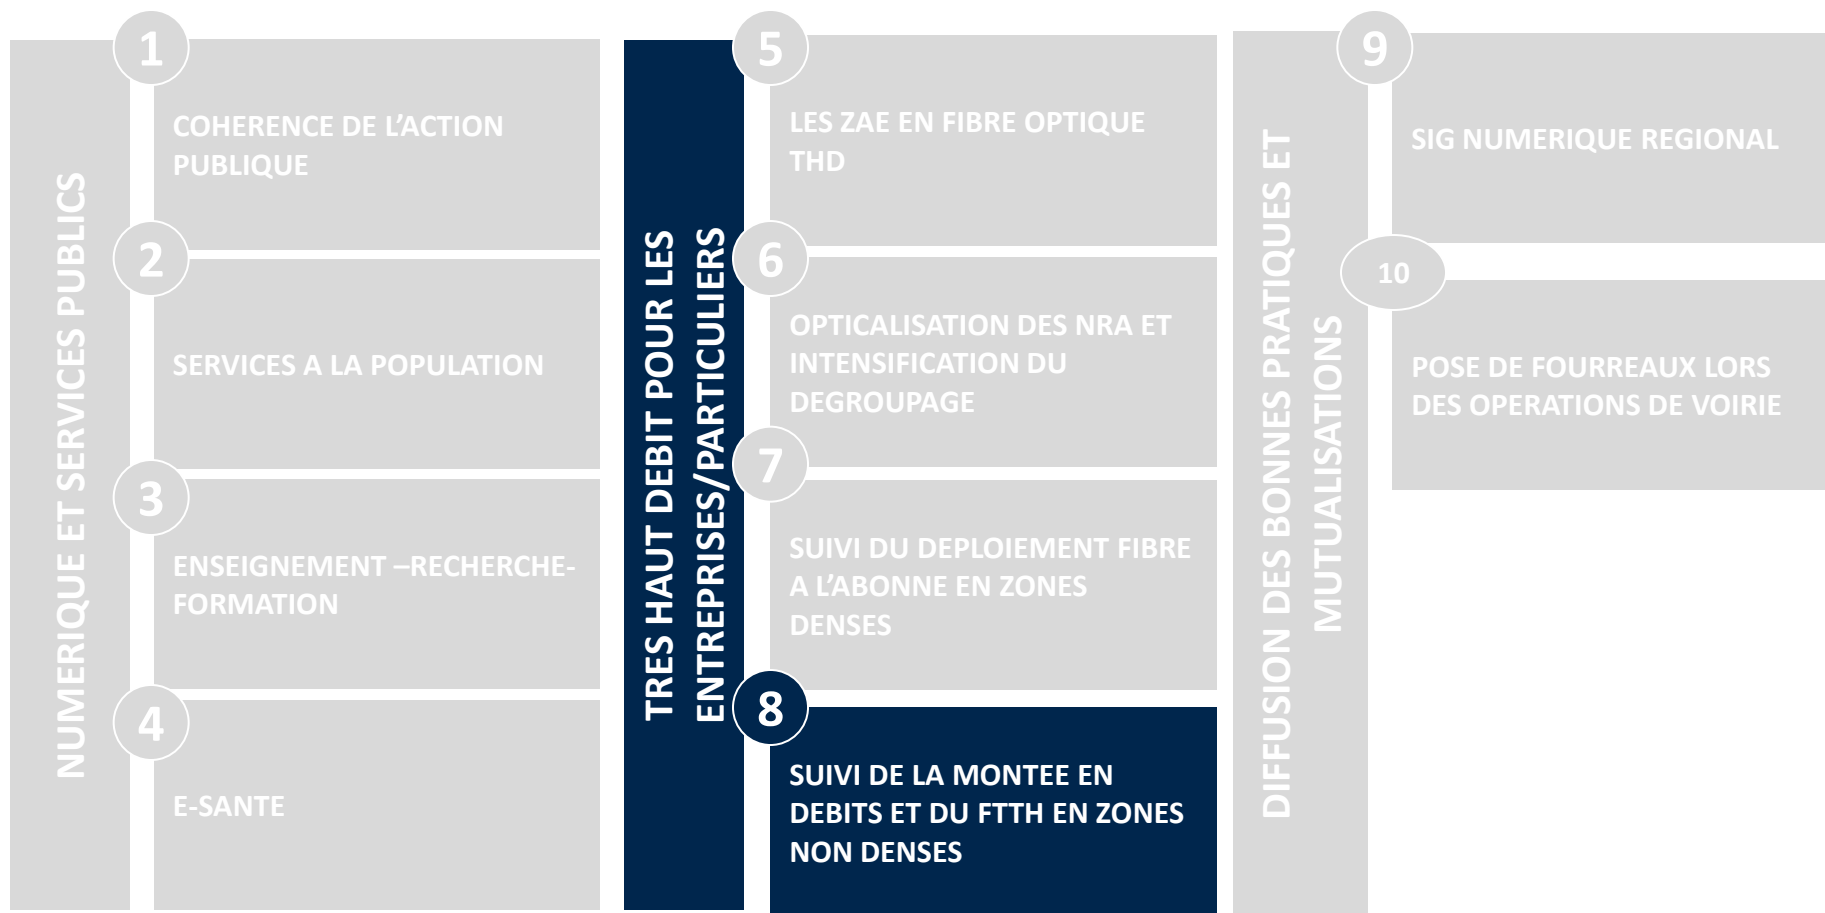 NUMERIQUE ET SERVICES PUBLICS
1
COHERENCE DE L’ACTION
PUBLIQUE
2
SERVICES A LA POPULATION
3
ENSEIGNEMENT –RECHERCHE-
FORMATION
4
E-SANTE
TRES HAUT DEBIT POUR LES
ENTREPRISES/PARTICULIERS
5
LES ZAE EN FIBRE OPTIQUE
THD
6
OPTICALISATION DES NRA ET
INTENSIFICATION DU
DEGROUPAGE
7
SUIVI DU DEPLOIEMENT FIBRE
A L’ABONNE EN ZONES
DENSES
8
SUIVI DE LA MONTEE EN
DEBITS ET DU FTTH EN ZONES
NON DENSES
DIFFUSION DES BONNES PRATIQUES ET
MUTUALISATIONS
9
SIG NUMERIQUE REGIONAL
10
POSE DE FOURREAUX LORS
DES OPERATIONS DE VOIRIE